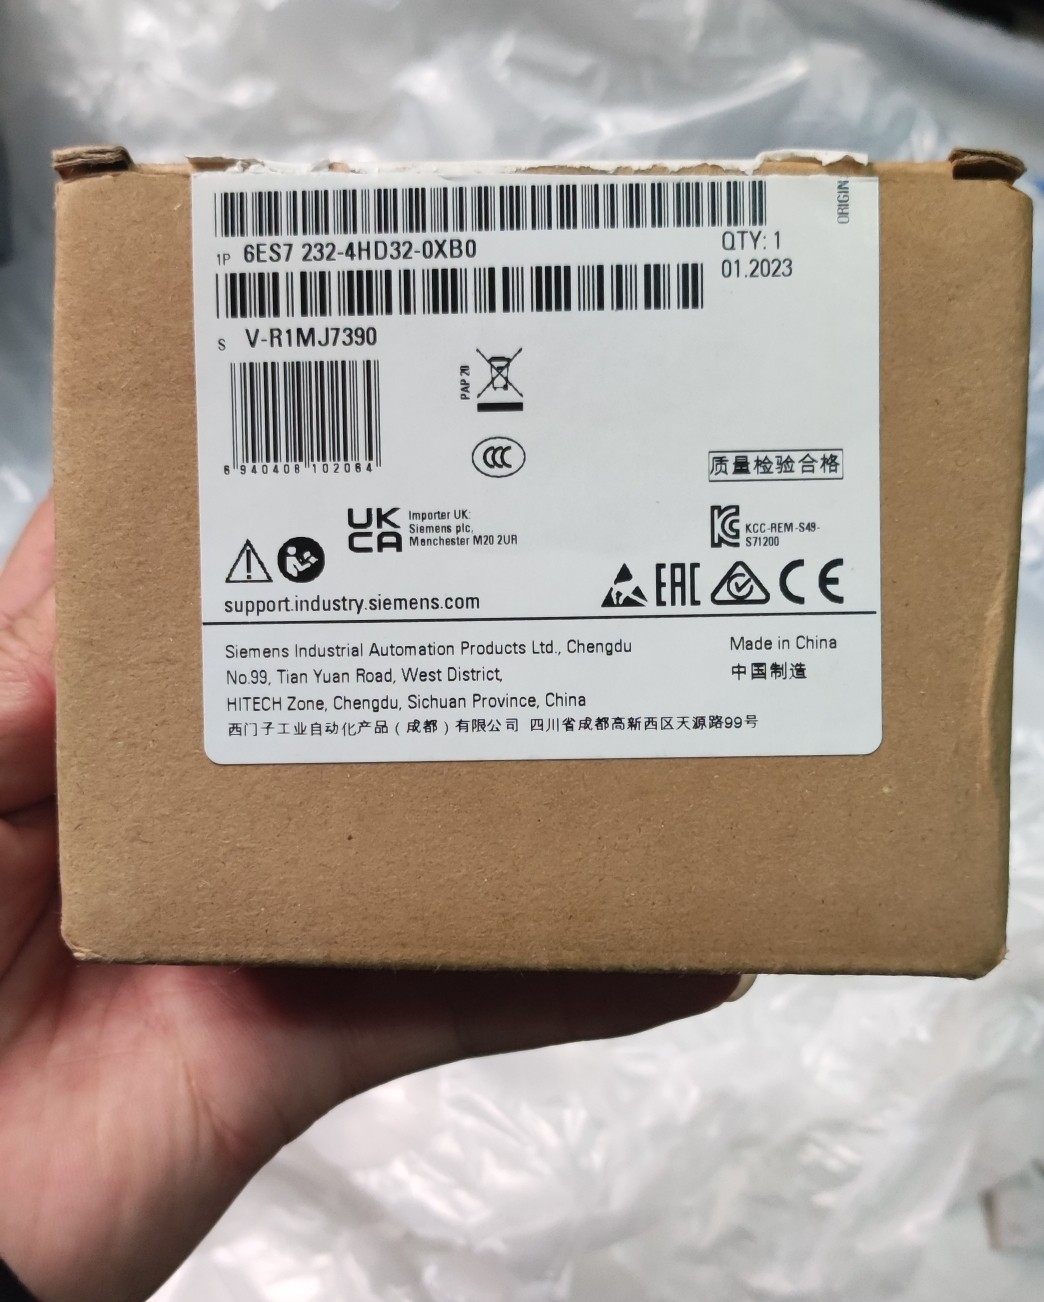 ORIGIN
1P 6ES7 232-4HD32-0XB0
QTY: 1
01.2023
S V-R1MJ7390
PAP 20
6 940408 102064
CCC
质量检验合格
UK
CA
Importer UK:
Siemens plc,
Manchester M20 2UR
KCC-REM-S49-
S71200
EAC
CE
support.industry.siemens.com
Siemens Industrial Automation Products Ltd., Chengdu
No.99, Tian Yuan Road, West District,
HITECH Zone, Chengdu, Sichuan Province, China
西门子工业自动化产品（成都）有限公司 四川省成都高新西区天源路99号
Made in China
中国制造